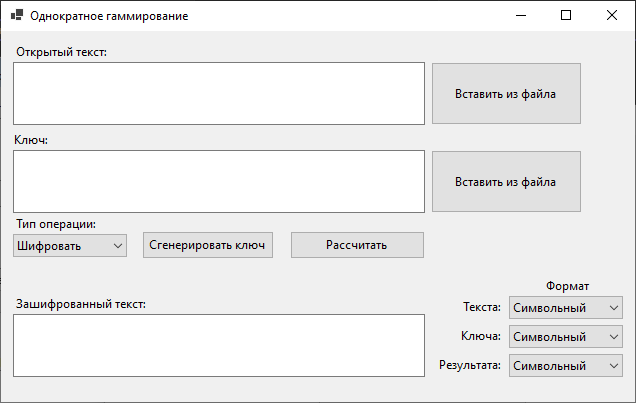 Однократное гаммирование
Открытый текст:
Вставить из файла
Ключ:
Вставить из файла
Тип операции:
Шифровать
Сгенерировать ключ
Рассчитать
Формат
Зашифрованный текст:
Текста:
Символьный
Ключа:
Символьный
Результата:
Символьный